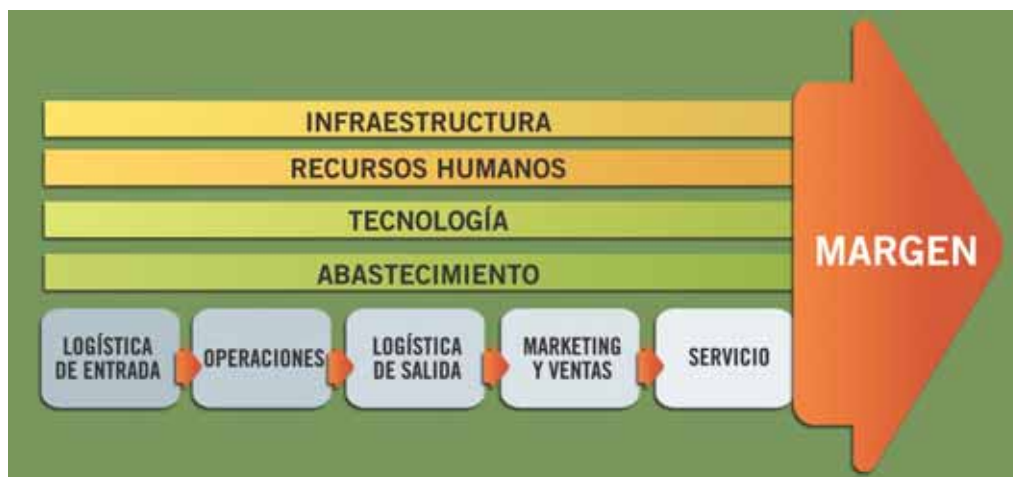 INFRAESTRUCTURA
RECURSOS HUMANOS
TECNOLOGÍA
ABASTECIMIENTO
MARGEN
LOGÍSTICA
DE ENTRADA
OPERACIONES
LOGÍSTICA
DE SALIDA
MARKETING
Y VENTAS
SERVICIO